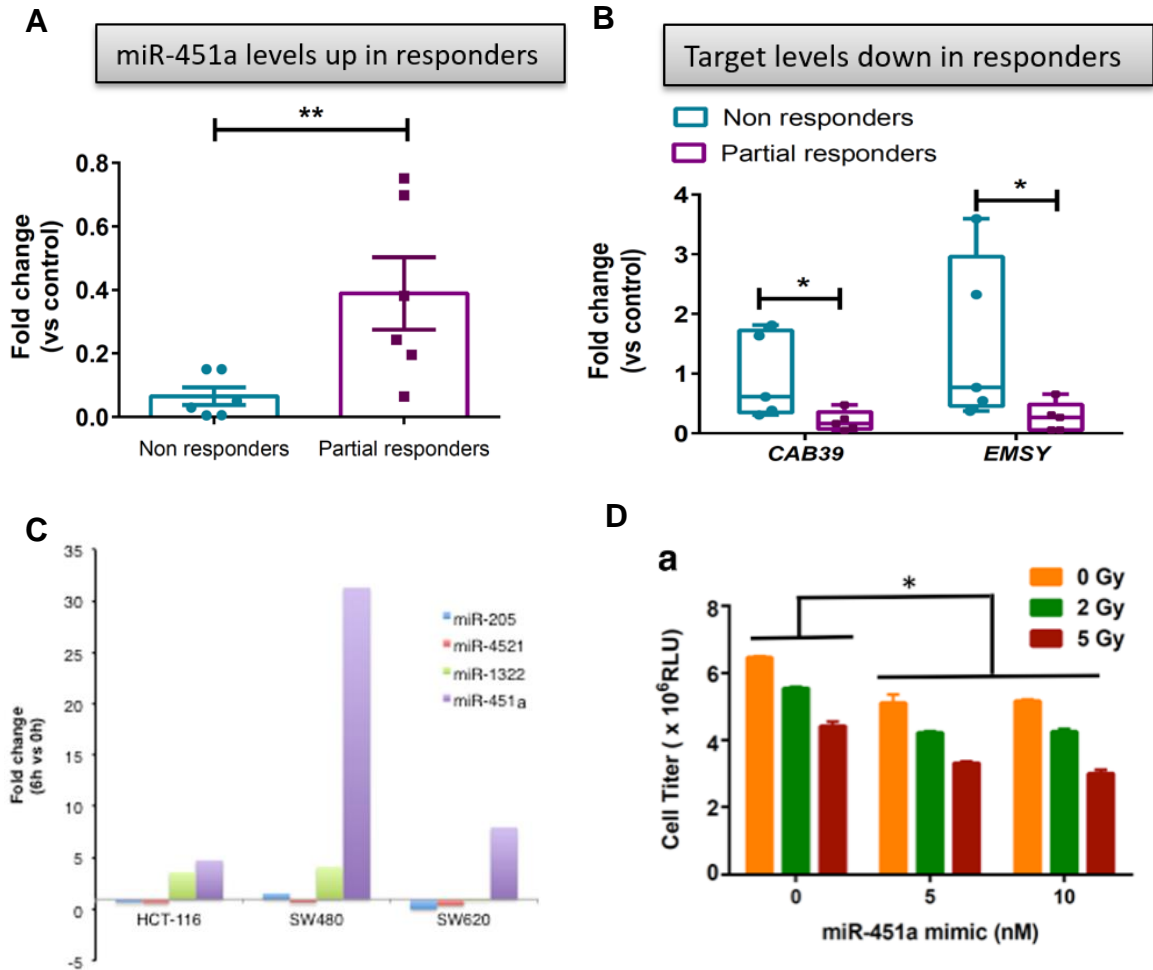 A
miR-451a levels up in responders
**
Fold change
(vs control)
0.8
0.6
0.4
0.2
0.0
Non responders
Partial responders
B
Target levels down in responders
Non responders
Partial responders
Fold change
(vs control)
4
3
2
1
0
*
*
CAB39
EMSY
C
Fold change
(6h vs 0h)
35
30
25
20
15
10
5
0
-5
miR-205
miR-4521
miR-1322
miR-451a
HCT-116
SW480
SW620
D
a
0 Gy
2 Gy
5 Gy
*
Cell Titer ( x 10⁶RLU)
8
6
4
2
0
0
5
10
miR-451a mimic (nM)